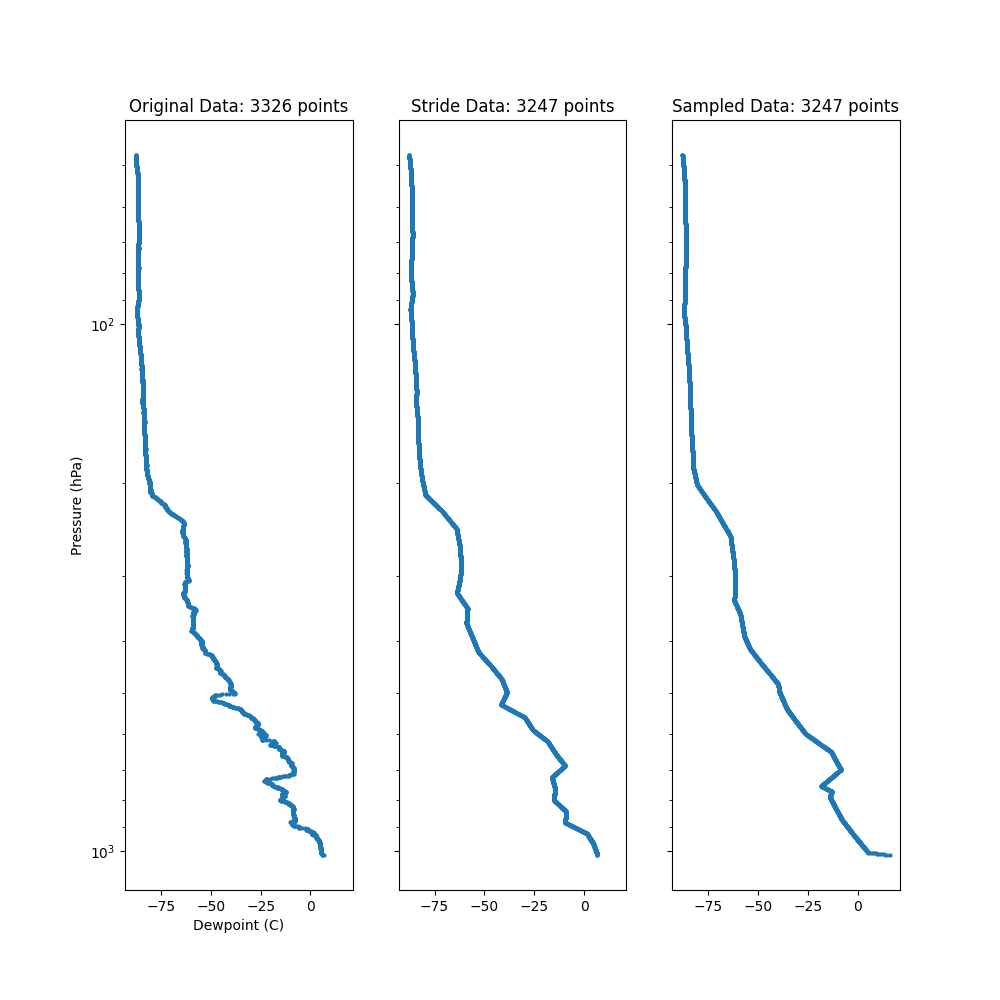 Original Data: 3326 points
Stride Data: 3247 points
Sampled Data: 3247 points
10²
10³
Pressure (hPa)
−75 −50 −25 0
−75 −50 −25 0
−75 −50 −25 0
Dewpoint (C)